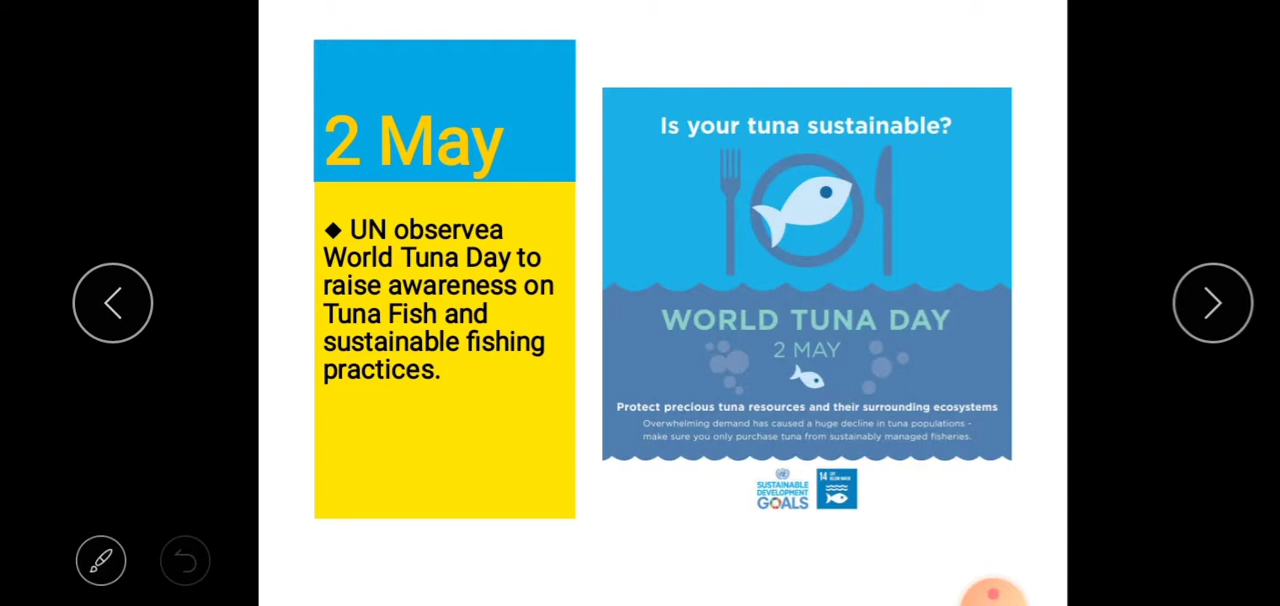 2 May
◆ UN observea
World Tuna Day to
raise awareness on
Tuna Fish and
sustainable fishing
practices.
Is your tuna sustainable?
WORLD TUNA DAY
2 MAY
Protect precious tuna resources and their surrounding ecosystems
Overwhelming demand has caused a huge decline in tuna populations -
make sure you only purchase tuna from sustainably managed fisheries.
SUSTAINABLE
DEVELOPMENT
GOALS
14 LIFE
BELOW WATER